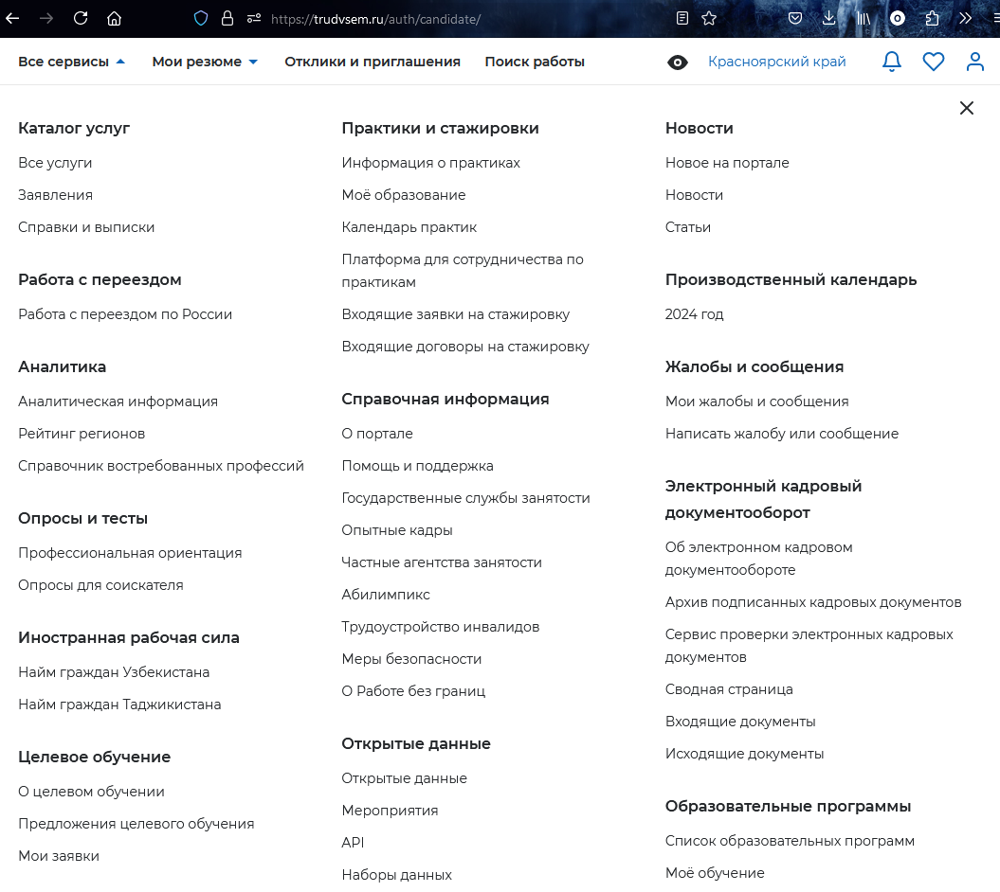 https://trudvsem.ru/auth/candidate/
Все сервисы
Мои резюме
Отклики и приглашения
Поиск работы
Красноярский край
Каталог услуг
Все услуги
Заявления
Справки и выписки
Работа с переездом
Работа с переездом по России
Аналитика
Аналитическая информация
Рейтинг регионов
Справочник востребованных профессий
Опросы и тесты
Профессиональная ориентация
Опросы для соискателя
Иностранная рабочая сила
Найм граждан Узбекистана
Найм граждан Таджикистана
Целевое обучение
О целевом обучении
Предложения целевого обучения
Мои заявки
Практики и стажировки
Информация о практиках
Моё образование
Календарь практик
Платформа для сотрудничества по
практикам
Входящие заявки на стажировку
Входящие договоры на стажировку
Справочная информация
О портале
Помощь и поддержка
Государственные службы занятости
Опытные кадры
Частные агентства занятости
Абилимпикс
Трудоустройство инвалидов
Меры безопасности
О Работе без границ
Открытые данные
Открытые данные
Мероприятия
API
Наборы данных
Новости
Новое на портале
Новости
Статьи
Производственный календарь
2024 год
Жалобы и сообщения
Мои жалобы и сообщения
Написать жалобу или сообщение
Электронный кадровый
документооборот
Об электронном кадровом
документообороте
Архив подписанных кадровых документов
Сервис проверки электронных кадровых
документов
Сводная страница
Входящие документы
Исходящие документы
Образовательные программы
Список образовательных программ
Моё обучение